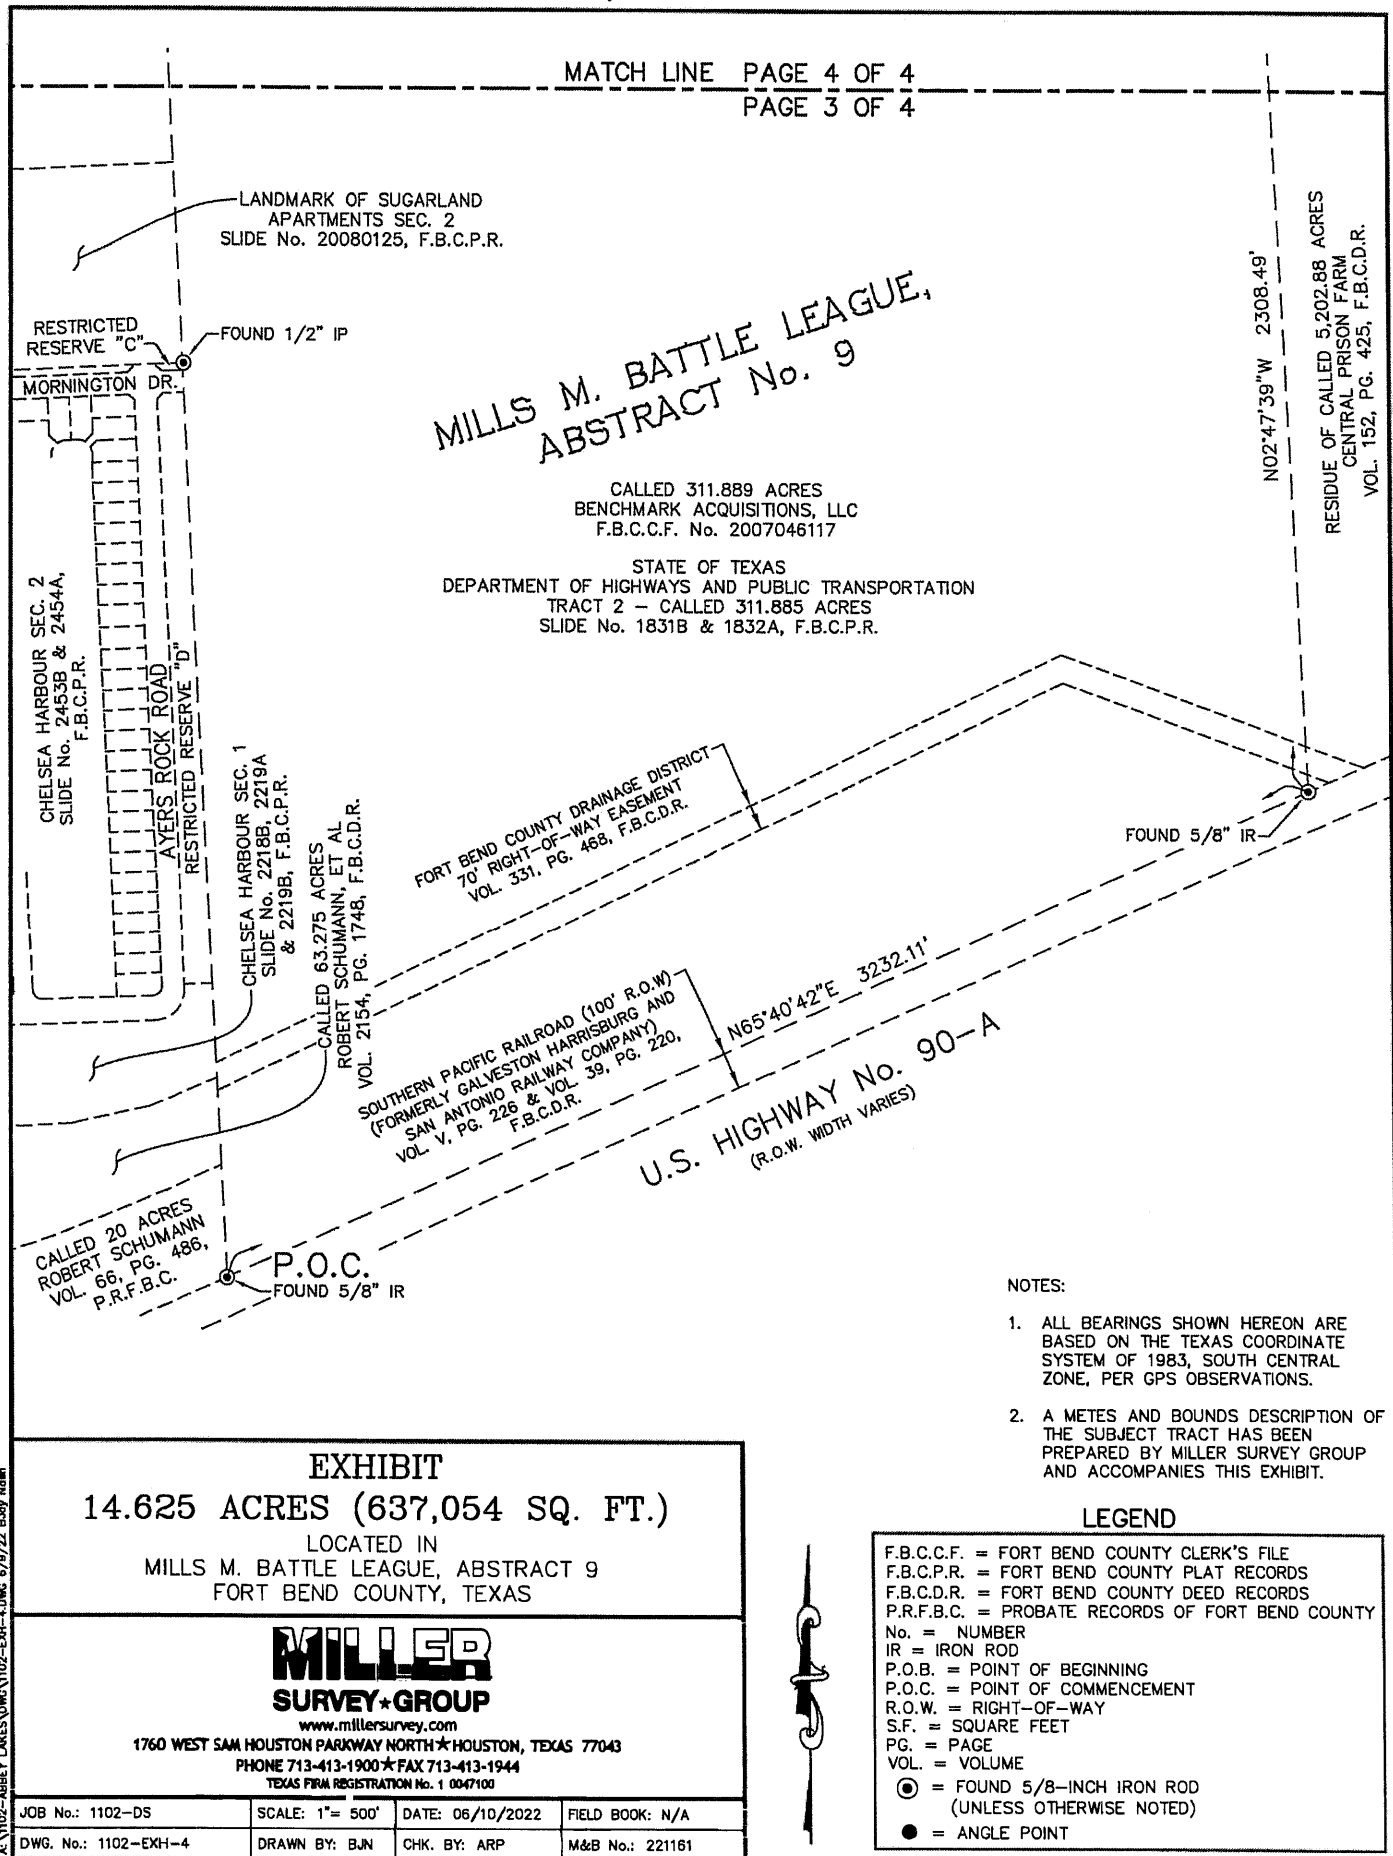 MATCH LINE PAGE 4 OF 4
PAGE 3 OF 4
LANDMARK OF SUGARLAND
APARTMENTS SEC. 2
SLIDE No. 20080125, F.B.C.P.R.
RESTRICTED
RESERVE "C"
FOUND 1/2" IP
MORNINGTON DR.
MILLS M. BATTLE LEAGUE,
ABSTRACT No. 9
N02°47'39"W 2308.49'
RESIDUE OF CALLED 5,202.88 ACRES
CENTRAL PRISON FARM
VOL. 152, PG. 425, F.B.C.D.R.
CALLED 311.889 ACRES
BENCHMARK ACQUISITIONS, LLC
F.B.C.C.F. No. 2007046117
STATE OF TEXAS
DEPARTMENT OF HIGHWAYS AND PUBLIC TRANSPORTATION
TRACT 2 – CALLED 311.885 ACRES
SLIDE No. 1831B & 1832A, F.B.C.P.R.
CHELSEA HARBOUR SEC. 2
SLIDE No. 2453B & 2454A,
F.B.C.P.R.
AYERS ROCK ROAD
RESTRICTED RESERVE "D"
CHELSEA HARBOUR SEC. 1
SLIDE No. 2218B, 2219A
& 2219B, F.B.C.P.R.
CALLED 63.275 ACRES
ROBERT SCHUMANN, ET AL
VOL. 2154, PG. 1748, F.B.C.D.R.
FORT BEND COUNTY DRAINAGE DISTRICT
70' RIGHT-OF-WAY EASEMENT
VOL. 331, PG. 468, F.B.C.D.R.
FOUND 5/8" IR
SOUTHERN PACIFIC RAILROAD (100' R.O.W)
(FORMERLY GALVESTON HARRISBURG AND
SAN ANTONIO RAILWAY COMPANY)
VOL. V, PG. 226 & VOL. 39, PG. 220,
F.B.C.D.R.
N65°40'42"E 3232.11'
U.S. HIGHWAY No. 90-A
(R.O.W. WIDTH VARIES)
CALLED 20 ACRES
ROBERT SCHUMANN
VOL. 66, PG. 486,
P.R.F.B.C.
P.O.C.
FOUND 5/8" IR
NOTES:
1. ALL BEARINGS SHOWN HEREON ARE
BASED ON THE TEXAS COORDINATE
SYSTEM OF 1983, SOUTH CENTRAL
ZONE, PER GPS OBSERVATIONS.
2. A METES AND BOUNDS DESCRIPTION OF
THE SUBJECT TRACT HAS BEEN
PREPARED BY MILLER SURVEY GROUP
AND ACCOMPANIES THIS EXHIBIT.
EXHIBIT
14.625 ACRES (637,054 SQ. FT.)
LOCATED IN
MILLS M. BATTLE LEAGUE, ABSTRACT 9
FORT BEND COUNTY, TEXAS
MILLER
SURVEY★GROUP
www.millersurvey.com
1760 WEST SAM HOUSTON PARKWAY NORTH★HOUSTON, TEXAS 77043
PHONE 713-413-1900★FAX 713-413-1944
TEXAS FIRM REGISTRATION No. 1 0047100
JOB No.: 1102-DS SCALE: 1"= 500' DATE: 06/10/2022 FIELD BOOK: N/A
DWG. No.: 1102-EXH-4 DRAWN BY: BJN CHK. BY: ARP M&B No.: 221161
LEGEND
F.B.C.C.F. = FORT BEND COUNTY CLERK'S FILE
F.B.C.P.R. = FORT BEND COUNTY PLAT RECORDS
F.B.C.D.R. = FORT BEND COUNTY DEED RECORDS
P.R.F.B.C. = PROBATE RECORDS OF FORT BEND COUNTY
No. = NUMBER
IR = IRON ROD
P.O.B. = POINT OF BEGINNING
P.O.C. = POINT OF COMMENCEMENT
R.O.W. = RIGHT-OF-WAY
S.F. = SQUARE FEET
PG. = PAGE
VOL. = VOLUME
= FOUND 5/8-INCH IRON ROD
(UNLESS OTHERWISE NOTED)
= ANGLE POINT